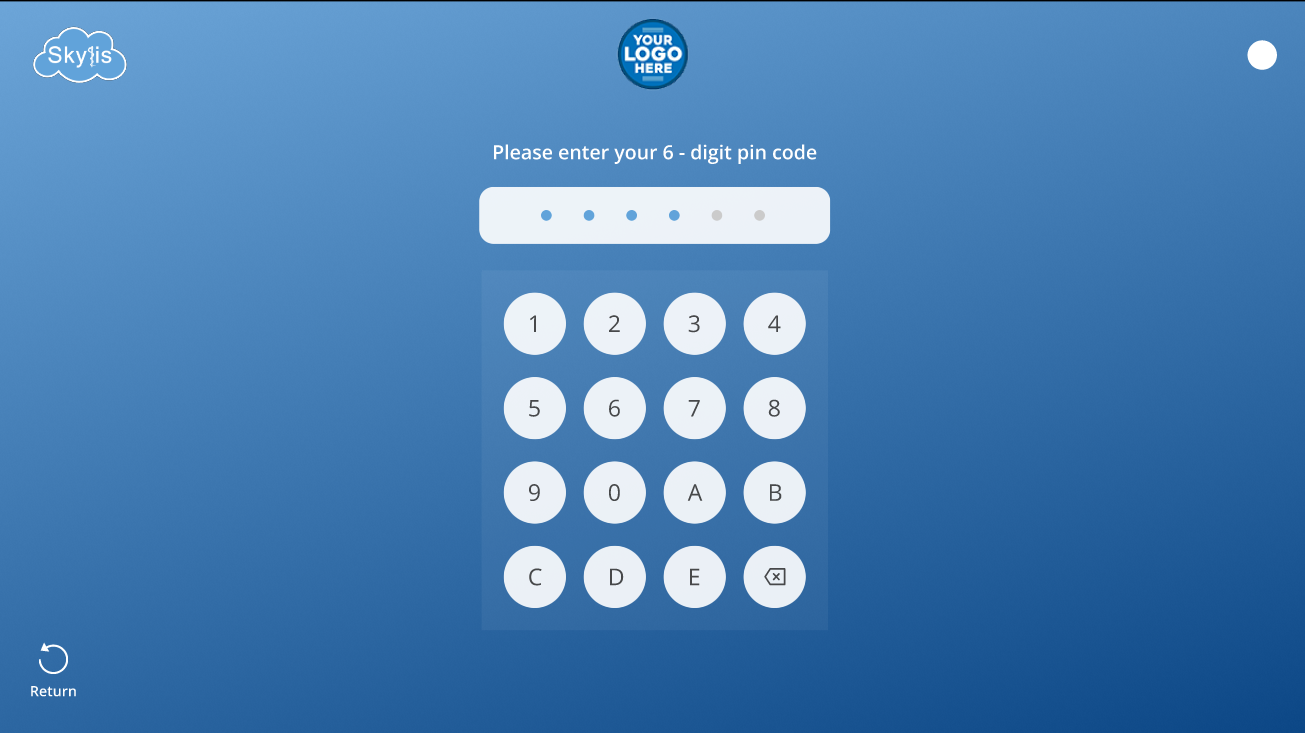 Skylis
YOUR
LOGO
HERE
Please enter your 6 - digit pin code
1 2 3 4
5 6 7 8
9 0 A B
C D E
Return